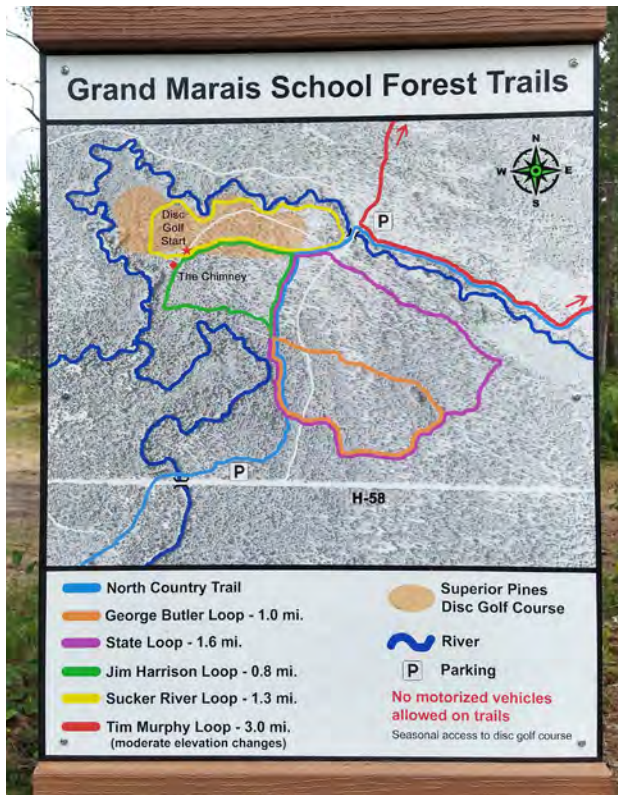 Grand Marais School Forest Trails
N
W E
S
P
Disc
Golf
Start
The Chimney
P
H-58
North Country Trail
George Butler Loop - 1.0 mi.
State Loop - 1.6 mi.
Jim Harrison Loop - 0.8 mi.
Sucker River Loop - 1.3 mi.
Tim Murphy Loop - 3.0 mi.
(moderate elevation changes)
Superior Pines
Disc Golf Course
River
P Parking
No motorized vehicles
allowed on trails
Seasonal access to disc golf course